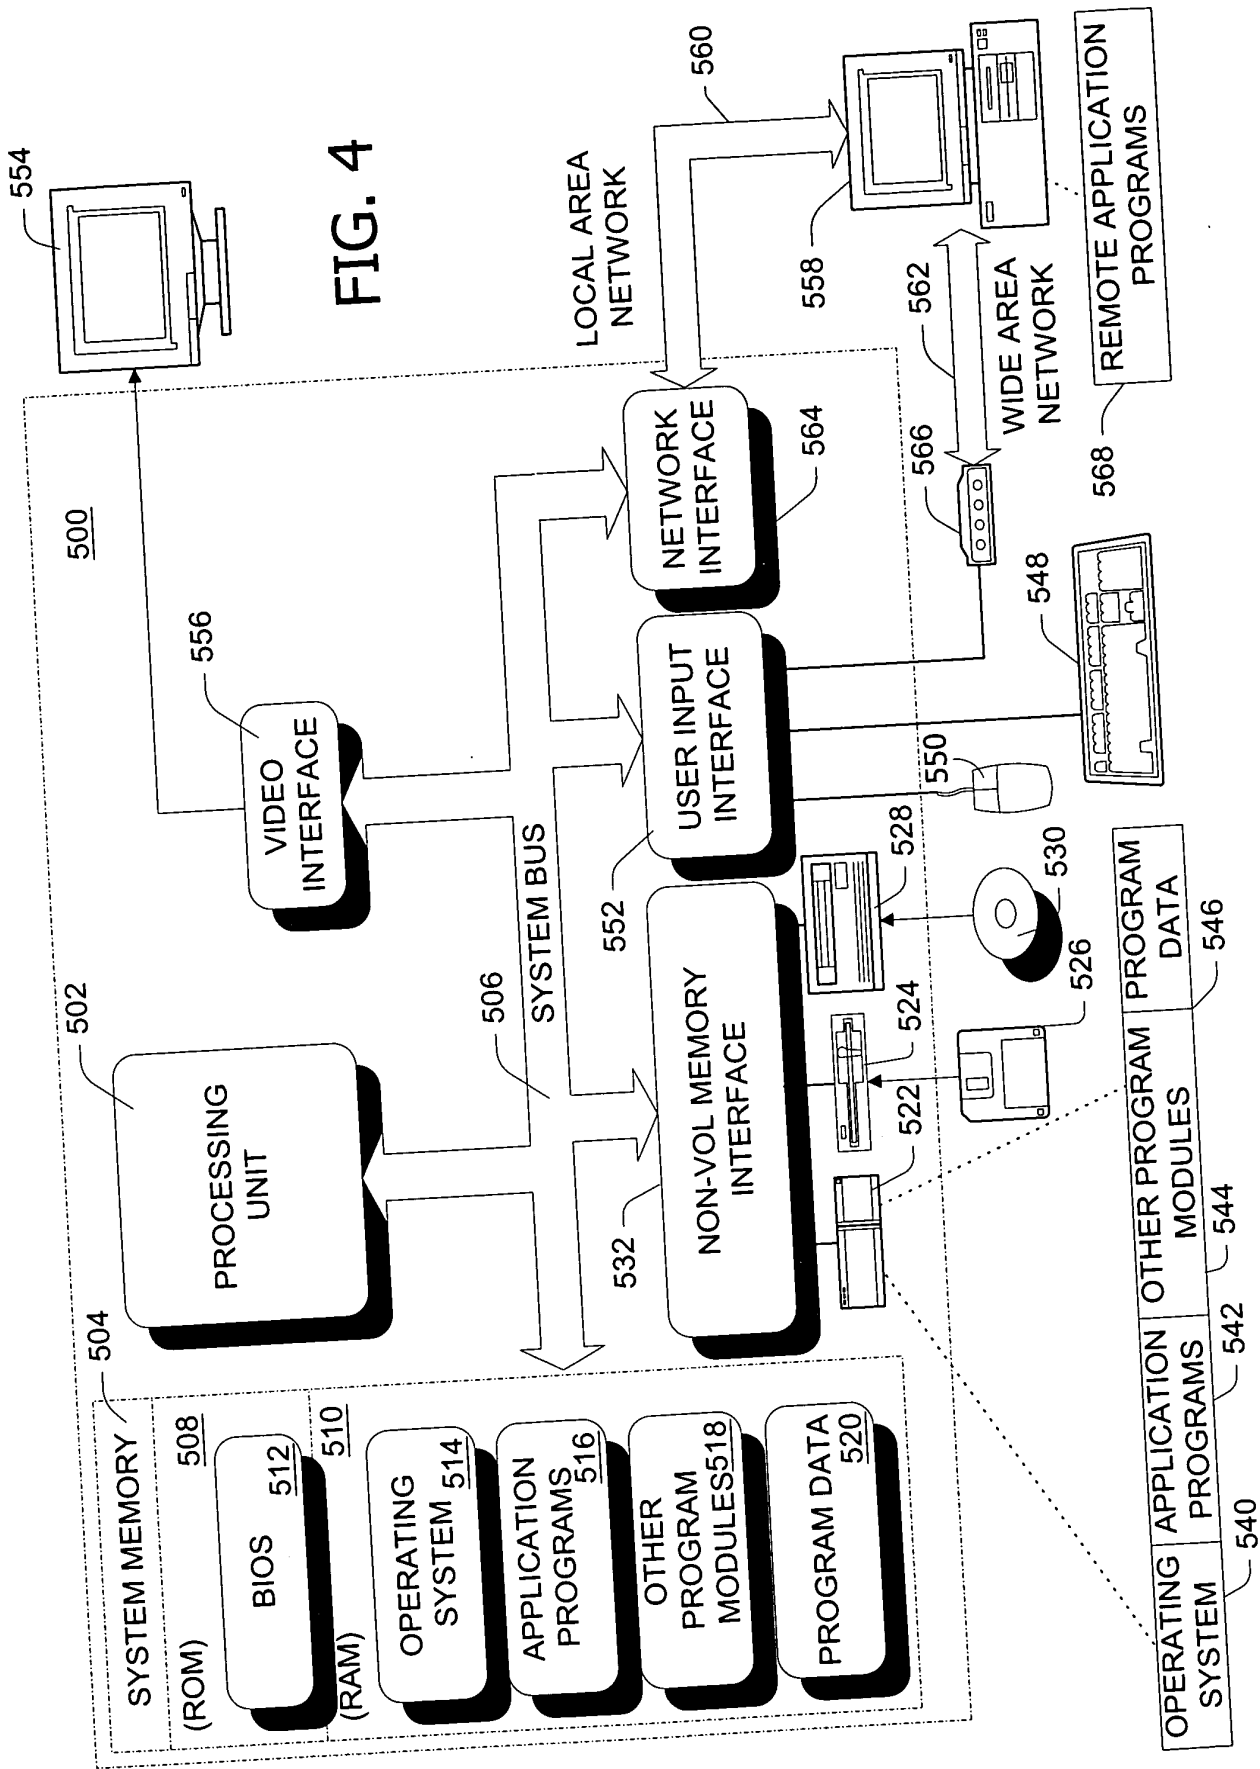 SYSTEM MEMORY
504
(ROM)
508
BIOS
512
(RAM)
510
OPERATING
SYSTEM
514
APPLICATION
PROGRAMS
516
OTHER
PROGRAM
MODULES
518
PROGRAM DATA
520
502
PROCESSING
UNIT
506
SYSTEM BUS
556
VIDEO
INTERFACE
500
554
FIG. 4
532
NON-VOL MEMORY
INTERFACE
552
USER INPUT
INTERFACE
NETWORK
INTERFACE
564
LOCAL AREA
NETWORK
560
558
562
WIDE AREA
NETWORK
566
522
524
528
526
530
550
548
568
REMOTE APPLICATION
PROGRAMS
OPERATING
SYSTEM
540
APPLICATION
PROGRAMS
542
OTHER PROGRAM
MODULES
544
PROGRAM
DATA
546